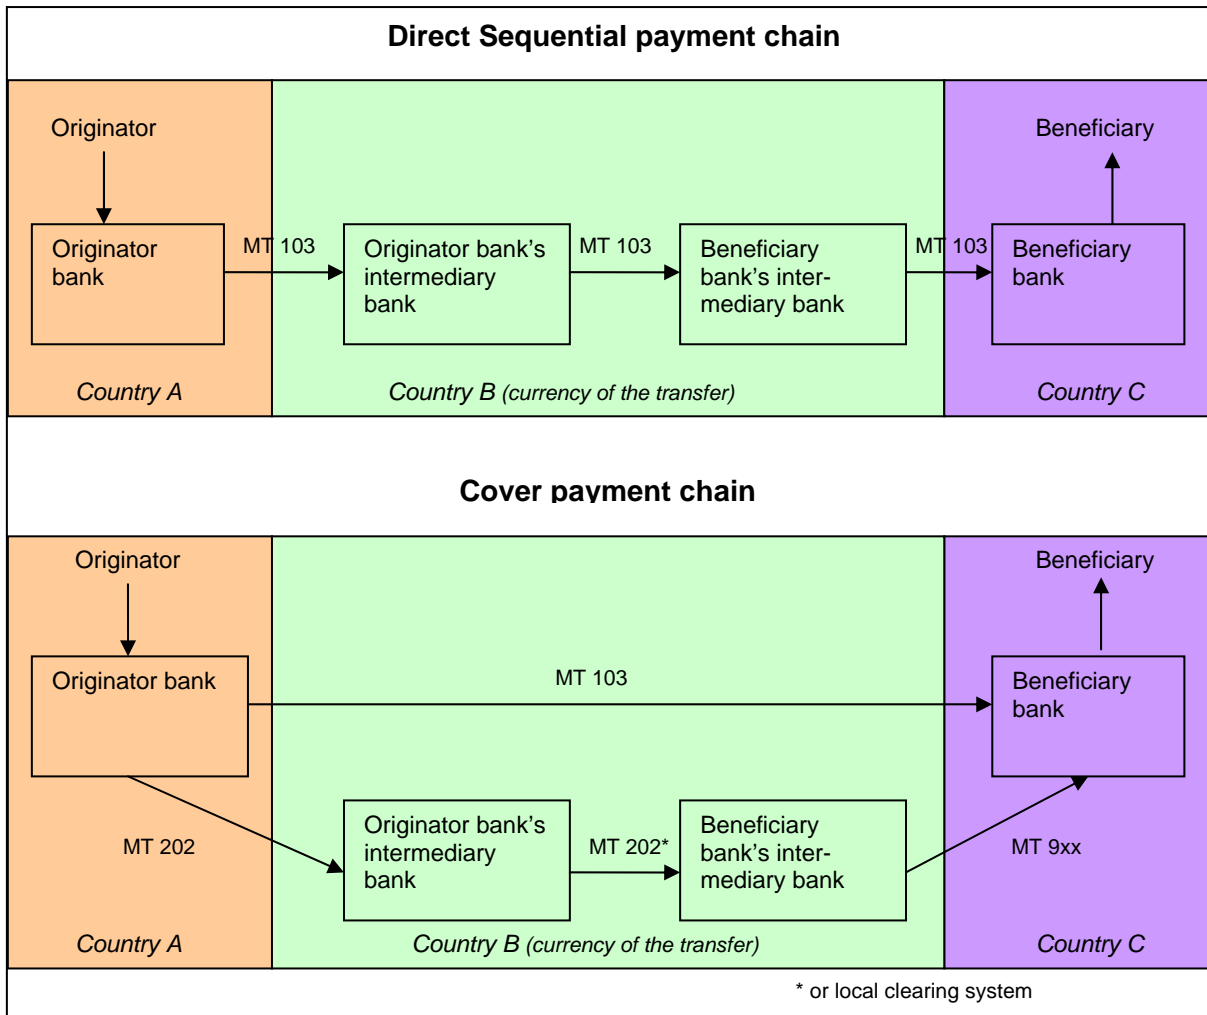 Direct Sequential payment chain
Originator
Beneficiary
Originator
bank
MT 103
Originator bank's
intermediary
bank
MT 103
Beneficiary
bank's inter-
mediary bank
MT 103
Beneficiary
bank
Country A
Country B (currency of the transfer)
Country C
Cover payment chain
Originator
Beneficiary
Originator bank
MT 103
Beneficiary
bank
MT 202
Originator bank's
intermediary
bank
MT 202*
Beneficiary
bank's inter-
mediary bank
MT 9xx
Country A
Country B (currency of the transfer)
Country C
* or local clearing system